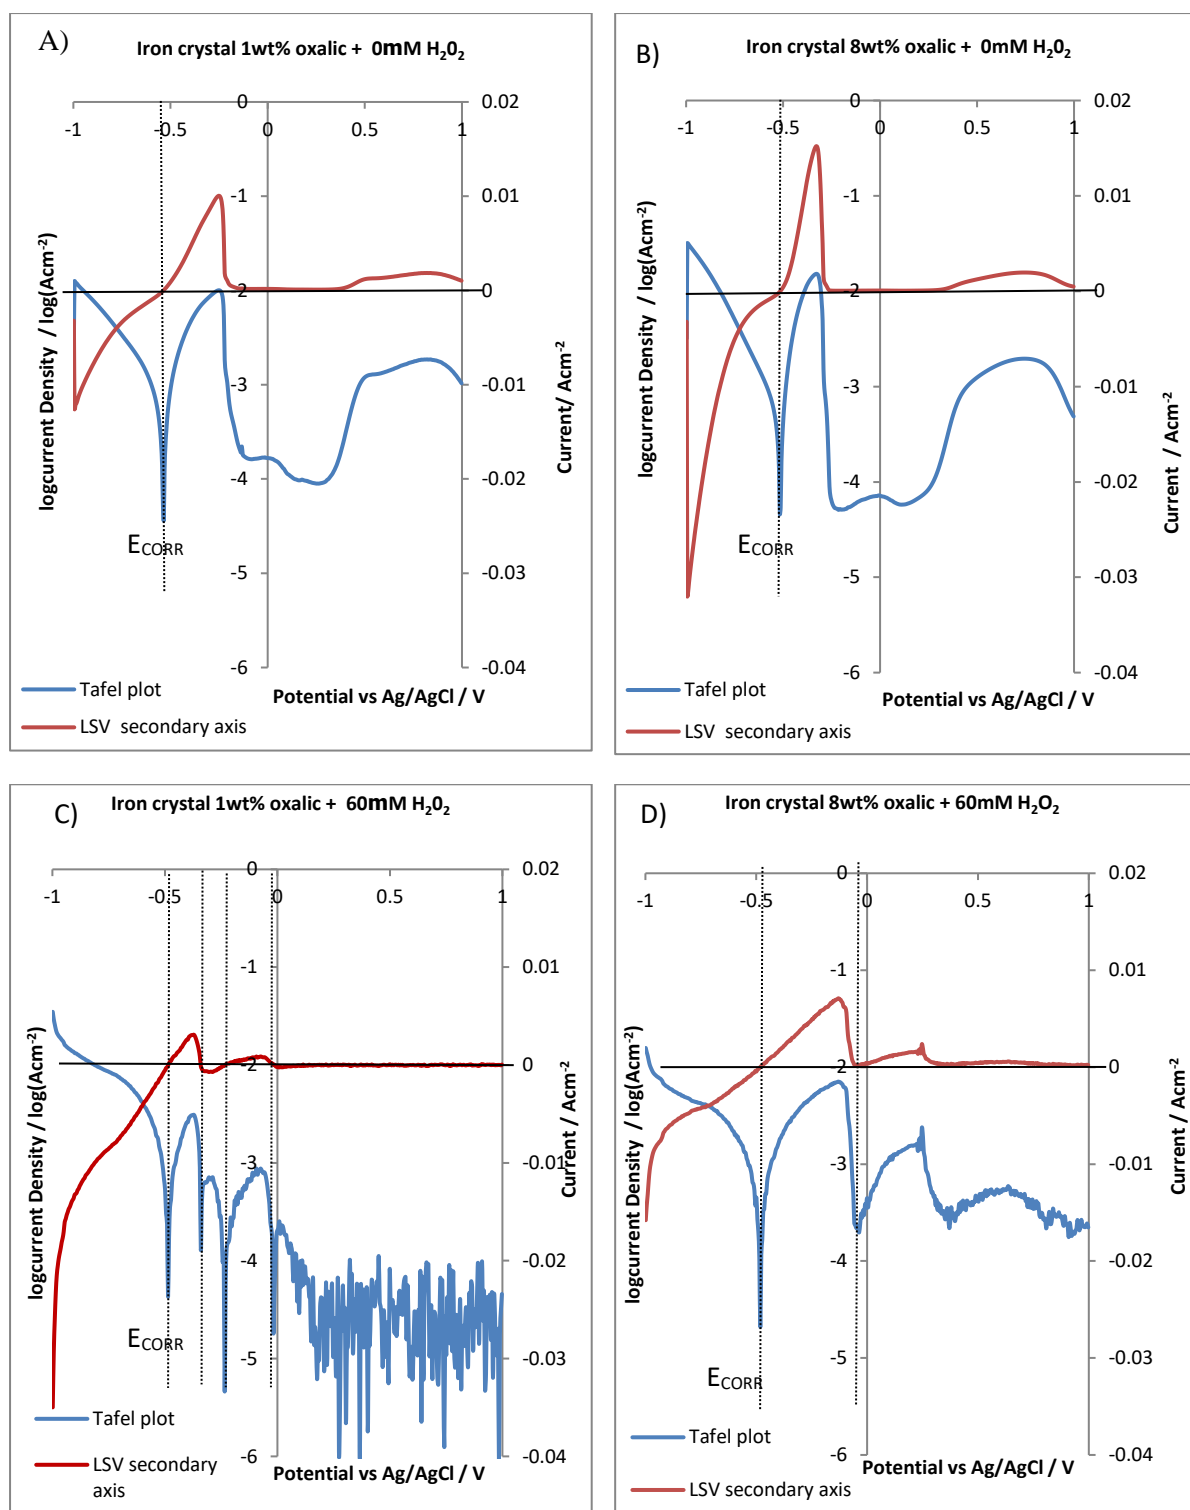 A)
Iron crystal 1wt% oxalic + 0mM H₂0₂
0
-1 -0.5 0 0.5 1
0.02
-1
0.01
-2
0
-3
-0.01
-4
-0.02
-5
-0.03
-6
-0.04
logcurrent Density / log(Acm⁻²)
Current/ Acm⁻²
E_CORR
Potential vs Ag/AgCl / V
Tafel plot
LSV secondary axis
B)
Iron crystal 8wt% oxalic + 0mM H₂0₂
0
-1 -0.5 0 0.5 1
0.02
-1
0.01
-2
0
-3
-0.01
-4
-0.02
-5
-0.03
-6
-0.04
logcurrent Density / log(Acm⁻²)
Current / Acm⁻²
E_CORR
Potential vs Ag/AgCl / V
Tafel plot
LSV secondary axis
C)
Iron crystal 1wt% oxalic + 60mM H₂0₂
0
-1 -0.5 0 0.5 1
0.02
-1
0.01
-2
0
-3
-0.01
-4
-0.02
-5
-0.03
-6
-0.04
logcurrent Density / log(Acm⁻²)
Current / Acm⁻²
E_CORR
Potential vs Ag/AgCl / V
Tafel plot
LSV secondary
axis
D)
Iron crystal 8wt% oxalic + 60mM H₂O₂
0
-1 -0.5 0 0.5 1
0.02
-1
0.01
-2
0
-3
-0.01
-4
-0.02
-5
-0.03
-6
-0.04
logcurrent Density / log(Acm⁻²)
Current / Acm⁻²
E_CORR
Potential vs Ag/AgCl / V
Tafel plot
LSV secondary axis